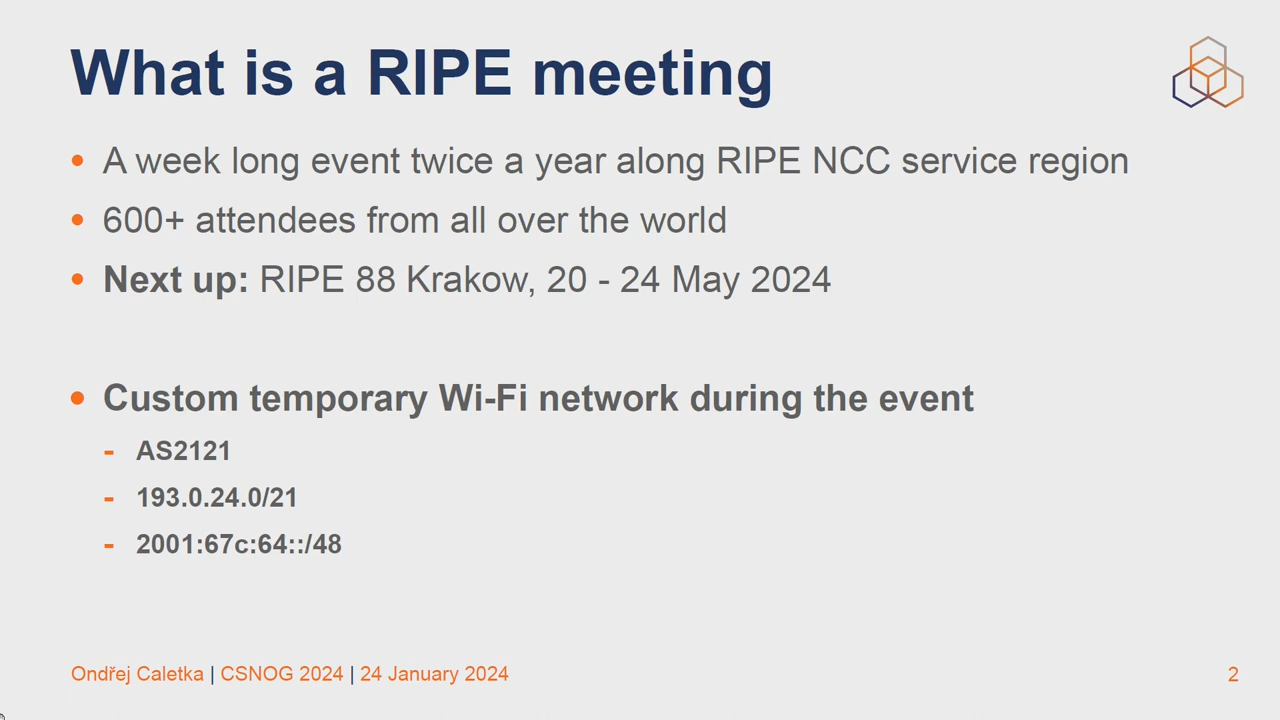 What is a RIPE meeting
• A week long event twice a year along RIPE NCC service region
• 600+ attendees from all over the world
• Next up: RIPE 88 Krakow, 20 - 24 May 2024
• Custom temporary Wi-Fi network during the event
- AS2121
- 193.0.24.0/21
- 2001:67c:64::/48
Ondřej Caletka | CSNOG 2024 | 24 January 2024
2